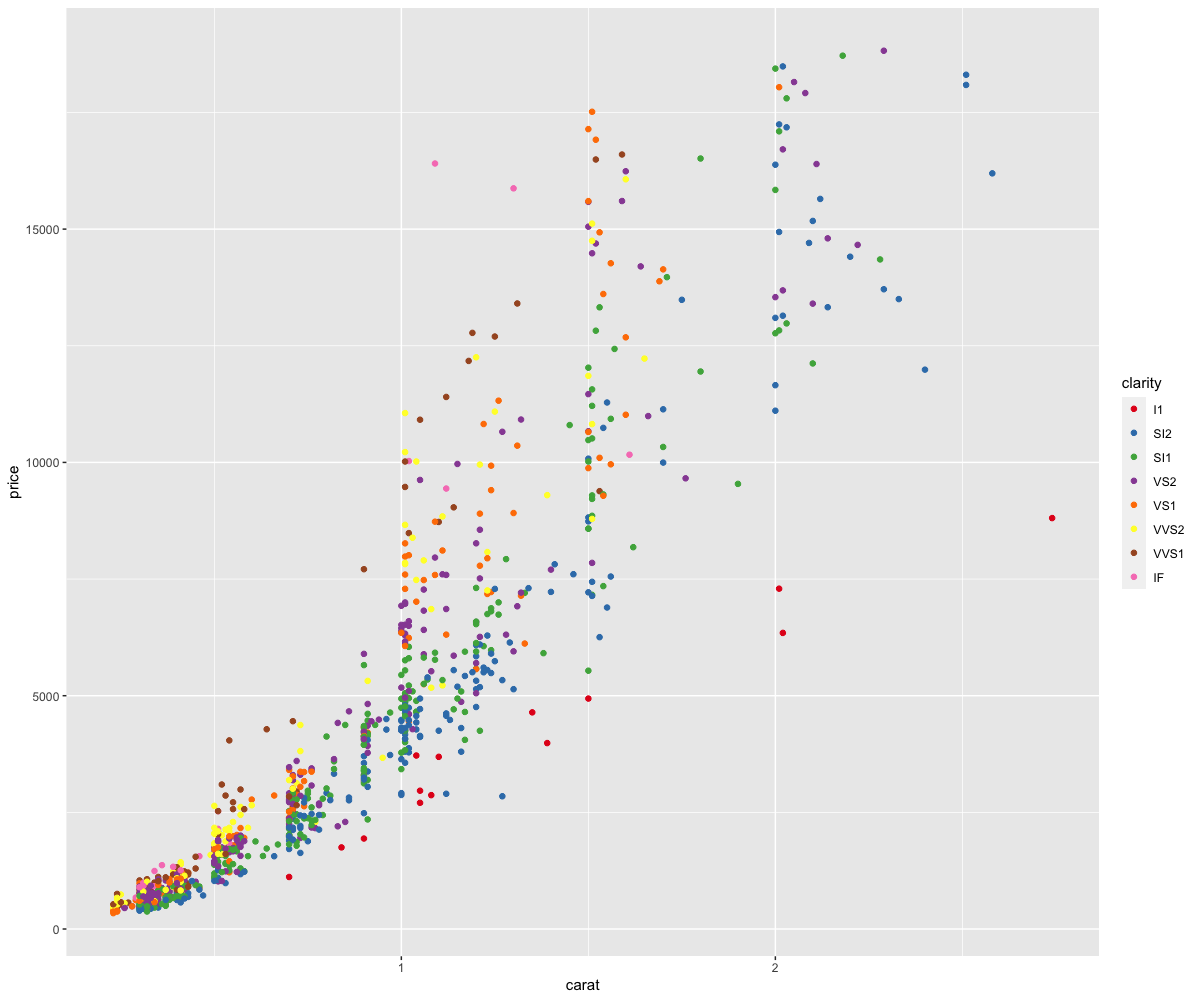 price
15000
10000
5000
0
1
2
carat
clarity
I1
SI2
SI1
VS2
VS1
VVS2
VVS1
IF